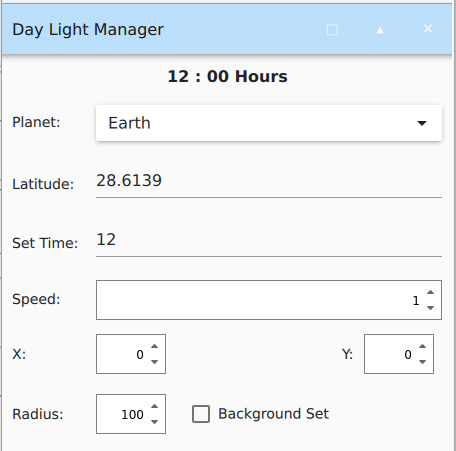 Day Light Manager
12 : 00 Hours
Planet: Earth
Latitude: 28.6139
Set Time: 12
Speed: 1
X: 0 Y: 0
Radius: 100 Background Set